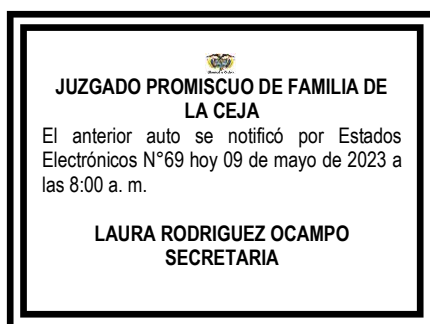 JUZGADO PROMISCUO DE FAMILIA DE
LA CEJA
El anterior auto se notificó por Estados
Electrónicos N°69 hoy 09 de mayo de 2023 a
las 8:00 a. m.
LAURA RODRIGUEZ OCAMPO
SECRETARIA